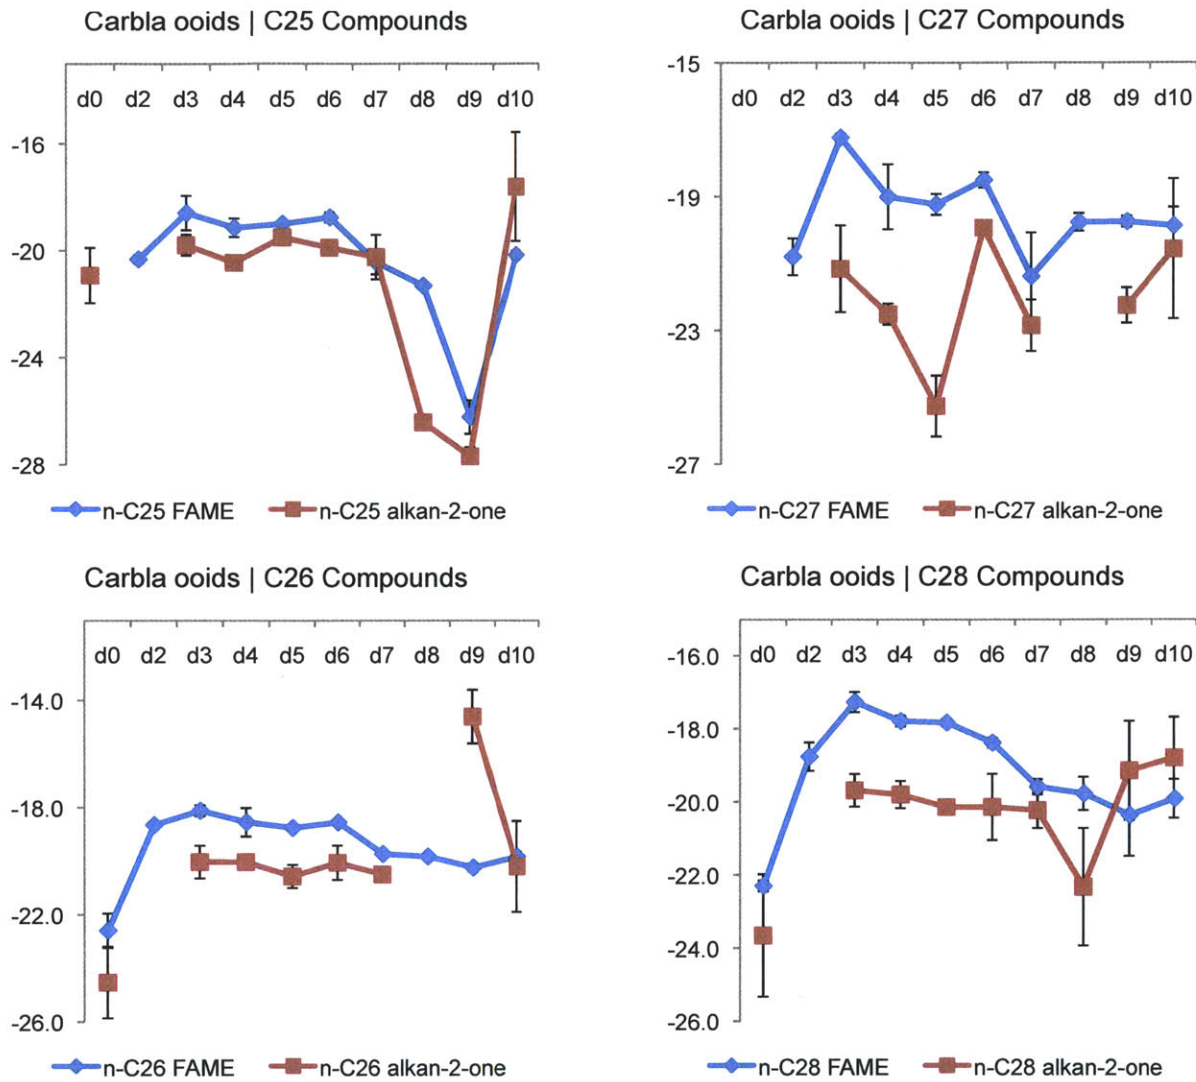 Carbla ooids | C25 Compounds
d0 d2 d3 d4 d5 d6 d7 d8 d9 d10
-16
-20
-24
-28
n-C25 FAME n-C25 alkan-2-one
Carbla ooids | C27 Compounds
-15
d0 d2 d3 d4 d5 d6 d7 d8 d9 d10
-19
-23
-27
n-C27 FAME n-C27 alkan-2-one
Carbla ooids | C26 Compounds
d0 d2 d3 d4 d5 d6 d7 d8 d9 d10
-14.0
-18.0
-22.0
-26.0
n-C26 FAME n-C26 alkan-2-one
Carbla ooids | C28 Compounds
-16.0
d0 d2 d3 d4 d5 d6 d7 d8 d9 d10
-18.0
-20.0
-22.0
-24.0
-26.0
n-C28 FAME n-C28 alkan-2-one